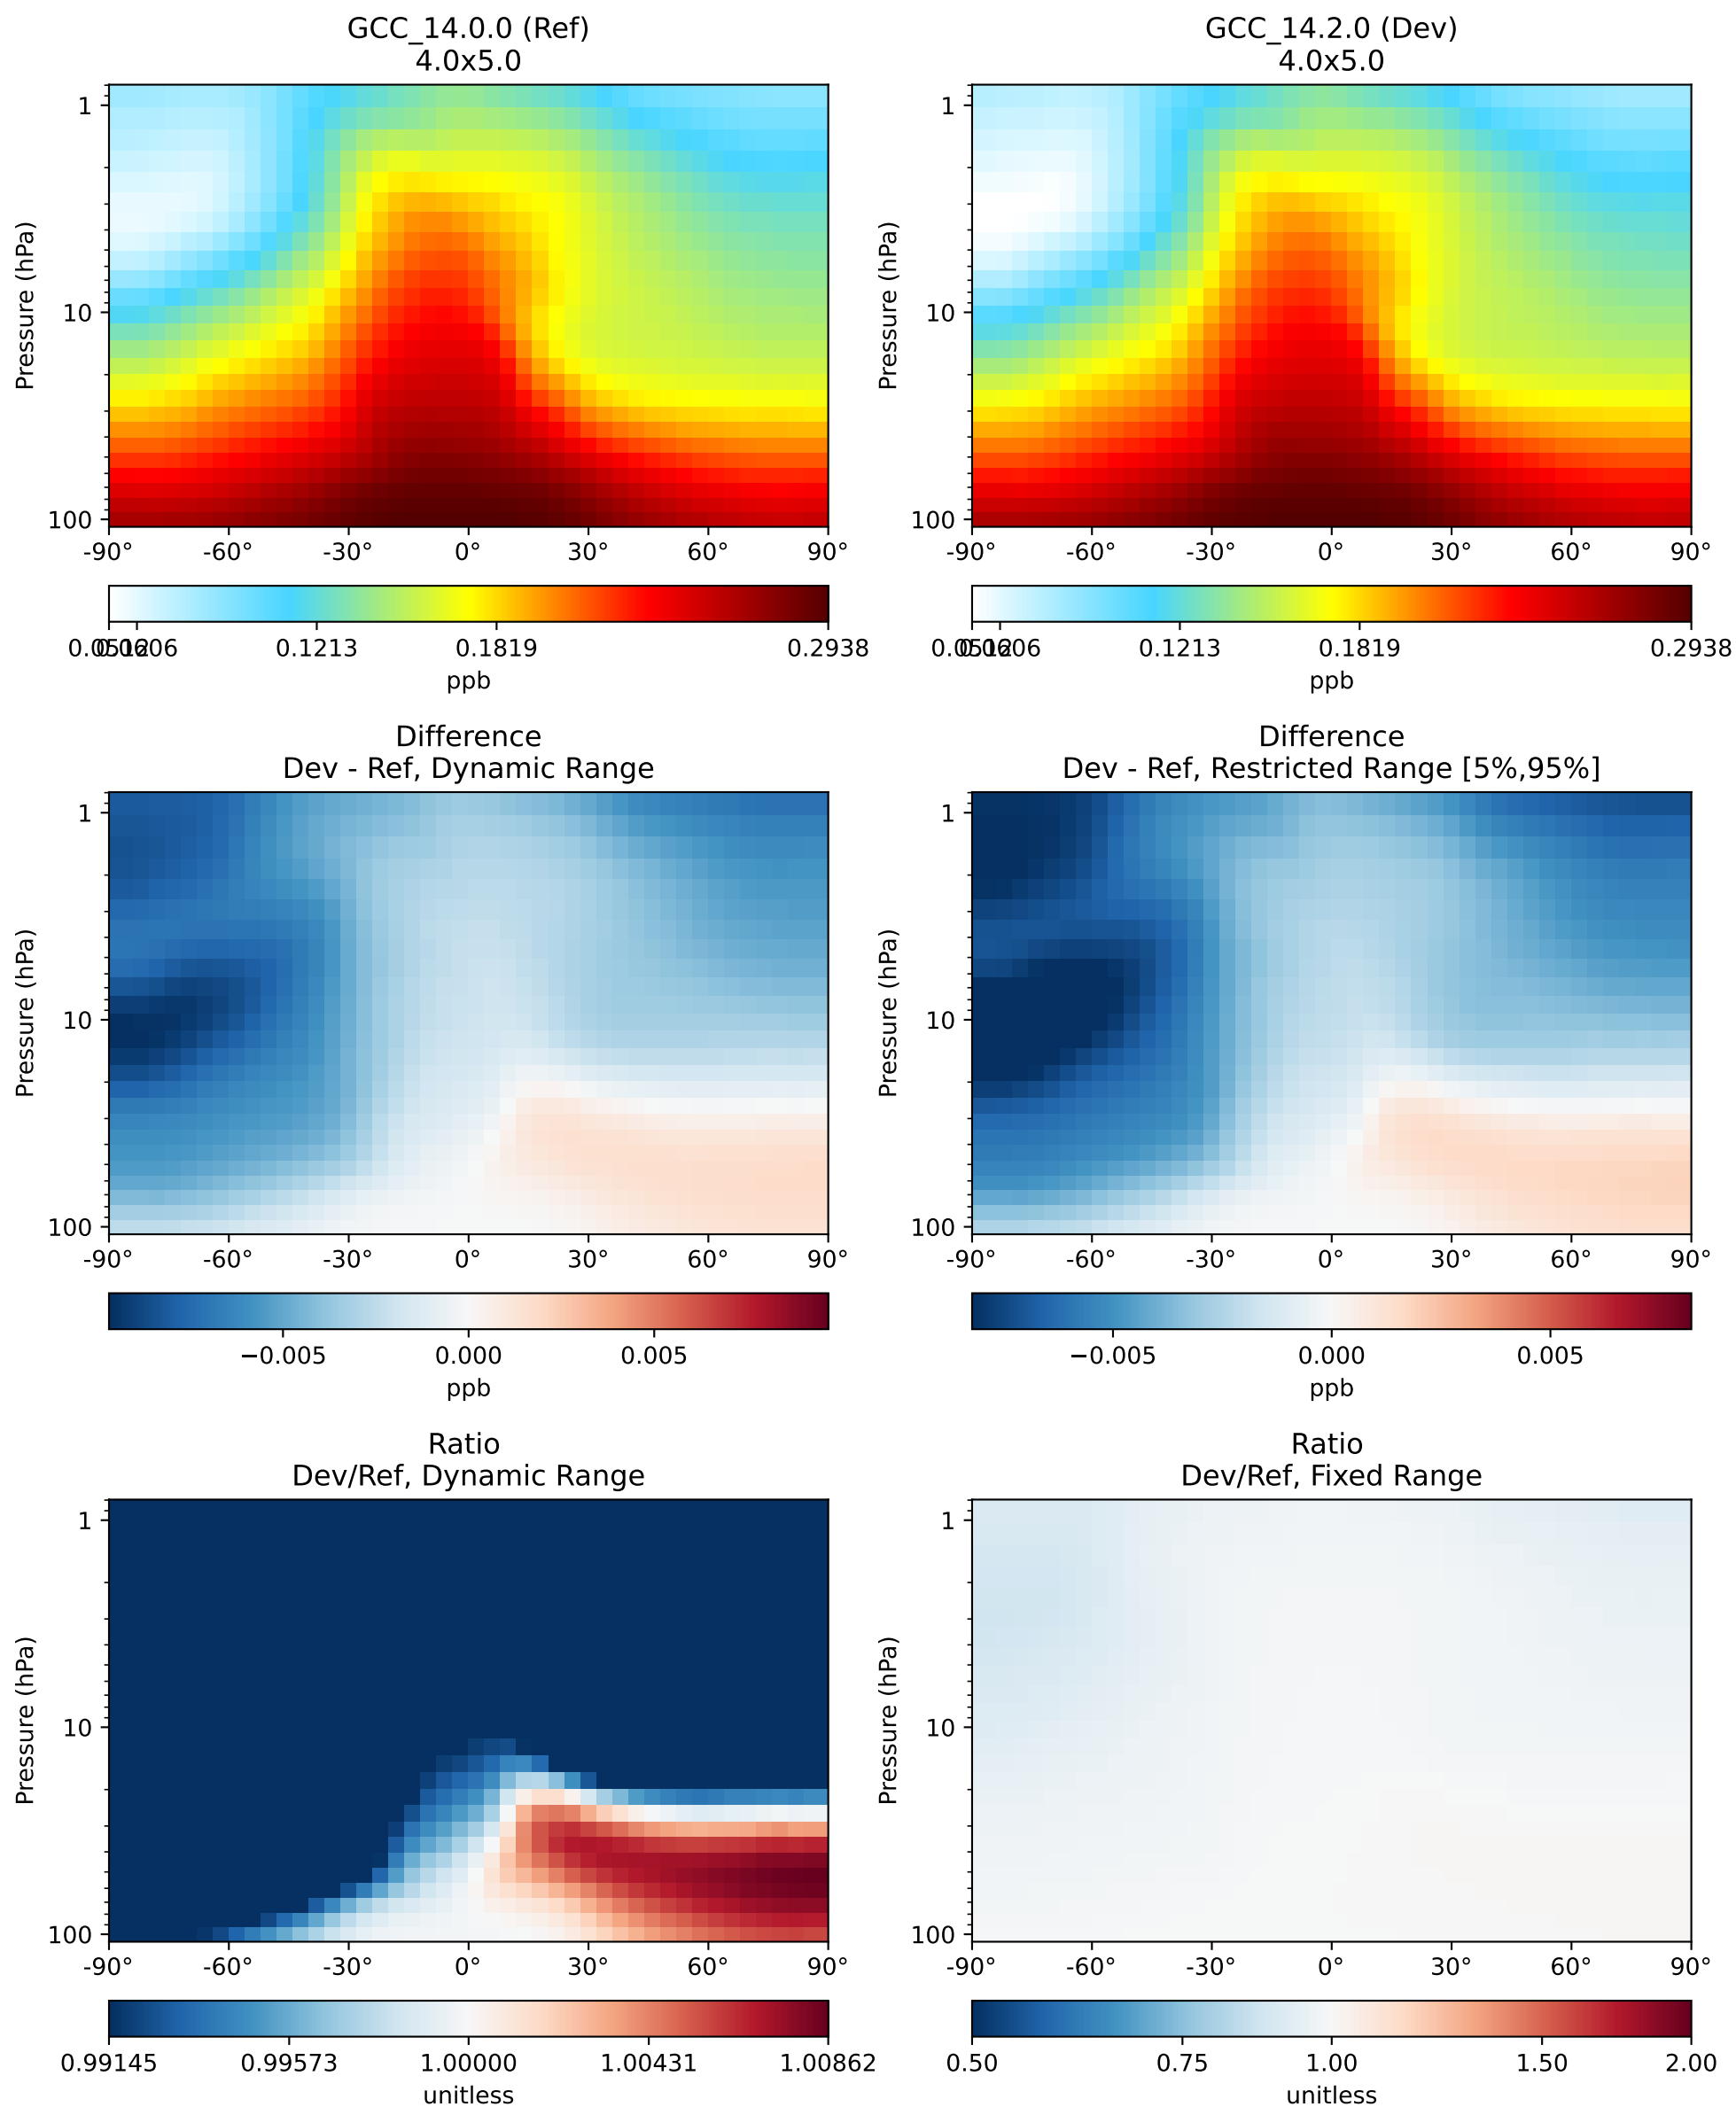 GCC_14.0.0 (Ref)
4.0x5.0
GCC_14.2.0 (Dev)
4.0x5.0
Pressure (hPa)
1
10
100
-90° -60° -30° 0° 30° 60° 90°
0.0512 0.0606 0.1213 0.1819 0.2938
ppb
Pressure (hPa)
1
10
100
-90° -60° -30° 0° 30° 60° 90°
0.0512 0.0606 0.1213 0.1819 0.2938
ppb
Difference
Dev - Ref, Dynamic Range
Difference
Dev - Ref, Restricted Range [5%,95%]
Pressure (hPa)
1
10
100
-90° -60° -30° 0° 30° 60° 90°
−0.005 0.000 0.005
ppb
Pressure (hPa)
1
10
100
-90° -60° -30° 0° 30° 60° 90°
−0.005 0.000 0.005
ppb
Ratio
Dev/Ref, Dynamic Range
Ratio
Dev/Ref, Fixed Range
Pressure (hPa)
1
10
100
-90° -60° -30° 0° 30° 60° 90°
0.99145 0.99573 1.00000 1.00431 1.00862
unitless
Pressure (hPa)
1
10
100
-90° -60° -30° 0° 30° 60° 90°
0.50 0.75 1.00 1.50 2.00
unitless